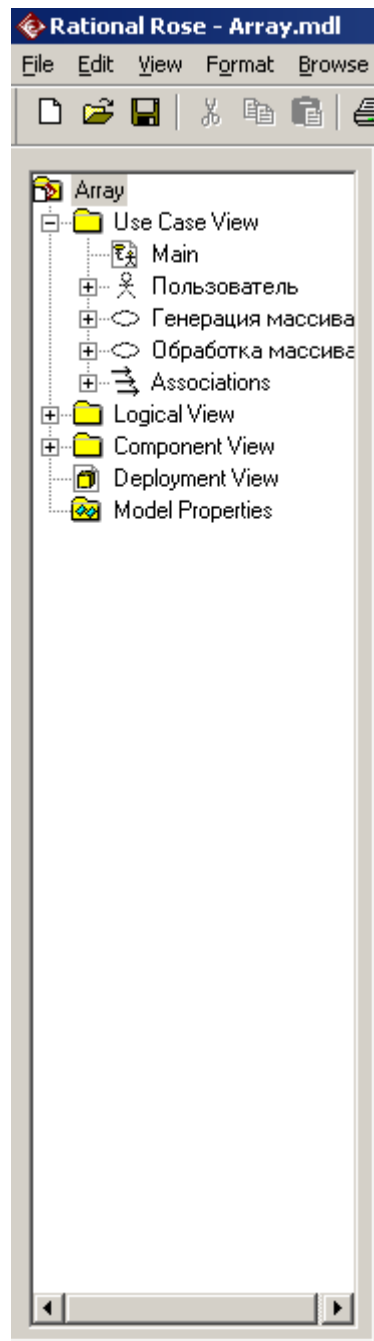 Rational Rose - Array.mdl
File Edit View Format Browse
Array
Use Case View
Main
Пользователь
Генерация массива
Обработка массива
Associations
Logical View
Component View
Deployment View
Model Properties